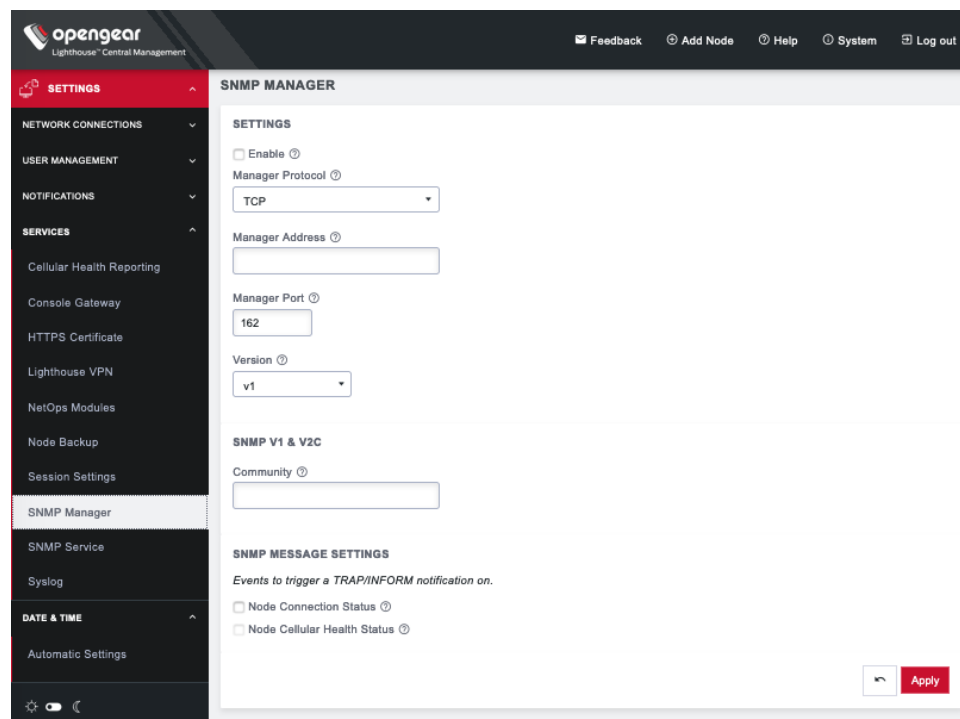 opengear
Lighthouse™ Central Management
Feedback
Add Node
Help
System
Log out
SETTINGS
NETWORK CONNECTIONS
USER MANAGEMENT
NOTIFICATIONS
SERVICES
Cellular Health Reporting
Console Gateway
HTTPS Certificate
Lighthouse VPN
NetOps Modules
Node Backup
Session Settings
SNMP Manager
SNMP Service
Syslog
DATE & TIME
Automatic Settings
SNMP MANAGER
SETTINGS
Enable
Manager Protocol
TCP
Manager Address
Manager Port
162
Version
v1
SNMP V1 & V2C
Community
SNMP MESSAGE SETTINGS
Events to trigger a TRAP/INFORM notification on.
Node Connection Status
Node Cellular Health Status
Apply